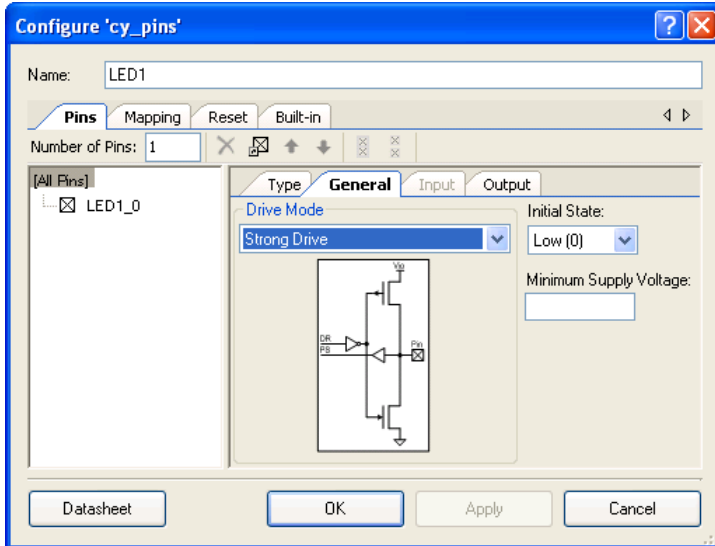 Configure 'cy_pins'
Name: LED1
Pins Mapping Reset Built-in
Number of Pins: 1
[All Pins]
LED1_0
Type General Input Output
Drive Mode
Strong Drive
Initial State:
Low (0)
Minimum Supply Voltage:
Vio
DR
PS
Pin
Datasheet OK Apply Cancel